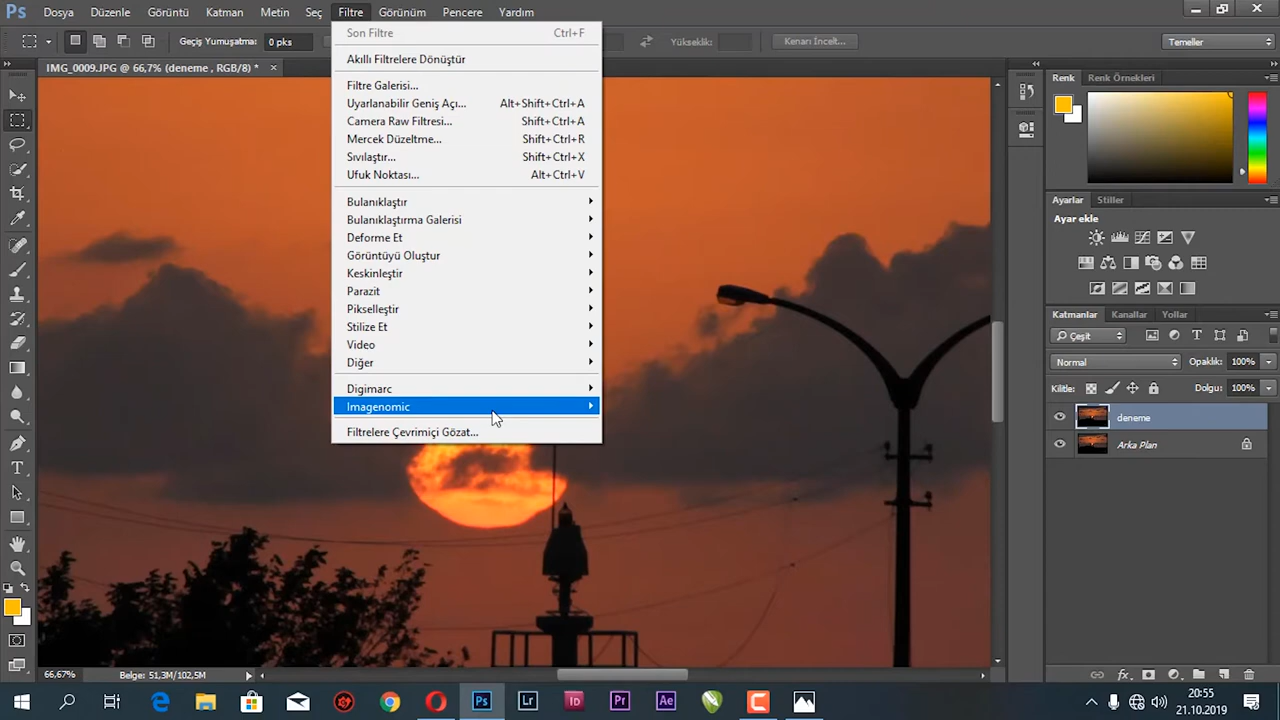 Ps Dosya Düzenle Görüntü Katman Metin Seç Filtre Görünüm Pencere Yardım
Geçiş Yumuşatma: 0 pks Yükseklik: Kenarı İncelt... Temeller
IMG_0009.JPG @ 66,7% (deneme , RGB/8) * ×
Son Filtre Ctrl+F
Akıllı Filtrelere Dönüştür
Filtre Galerisi...
Uyarlanabilir Geniş Açı... Alt+Shift+Ctrl+A
Camera Raw Filtresi... Shift+Ctrl+A
Mercek Düzeltme... Shift+Ctrl+R
Sıvılaştır... Shift+Ctrl+X
Ufuk Noktası... Alt+Ctrl+V
Bulanıklaştır
Bulanıklaştırma Galerisi
Deforme Et
Görüntüyü Oluştur
Keskinleştir
Parazit
Pikselleştir
Stilize Et
Video
Diğer
Digimarc
Imagenomic
Filtrelere Çevrimiçi Gözat...
Renk Renk Örnekleri
Ayarlar Stiller
Ayar ekle
Katmanlar Kanallar Yollar
Çeşit
Normal Opaklık: 100%
Kilitle: Dolgu: 100%
deneme
Arka Plan
66,67% Belge: 51,3M/102,5M
Ps Lr Id Pr Ae
20:55
21.10.2019